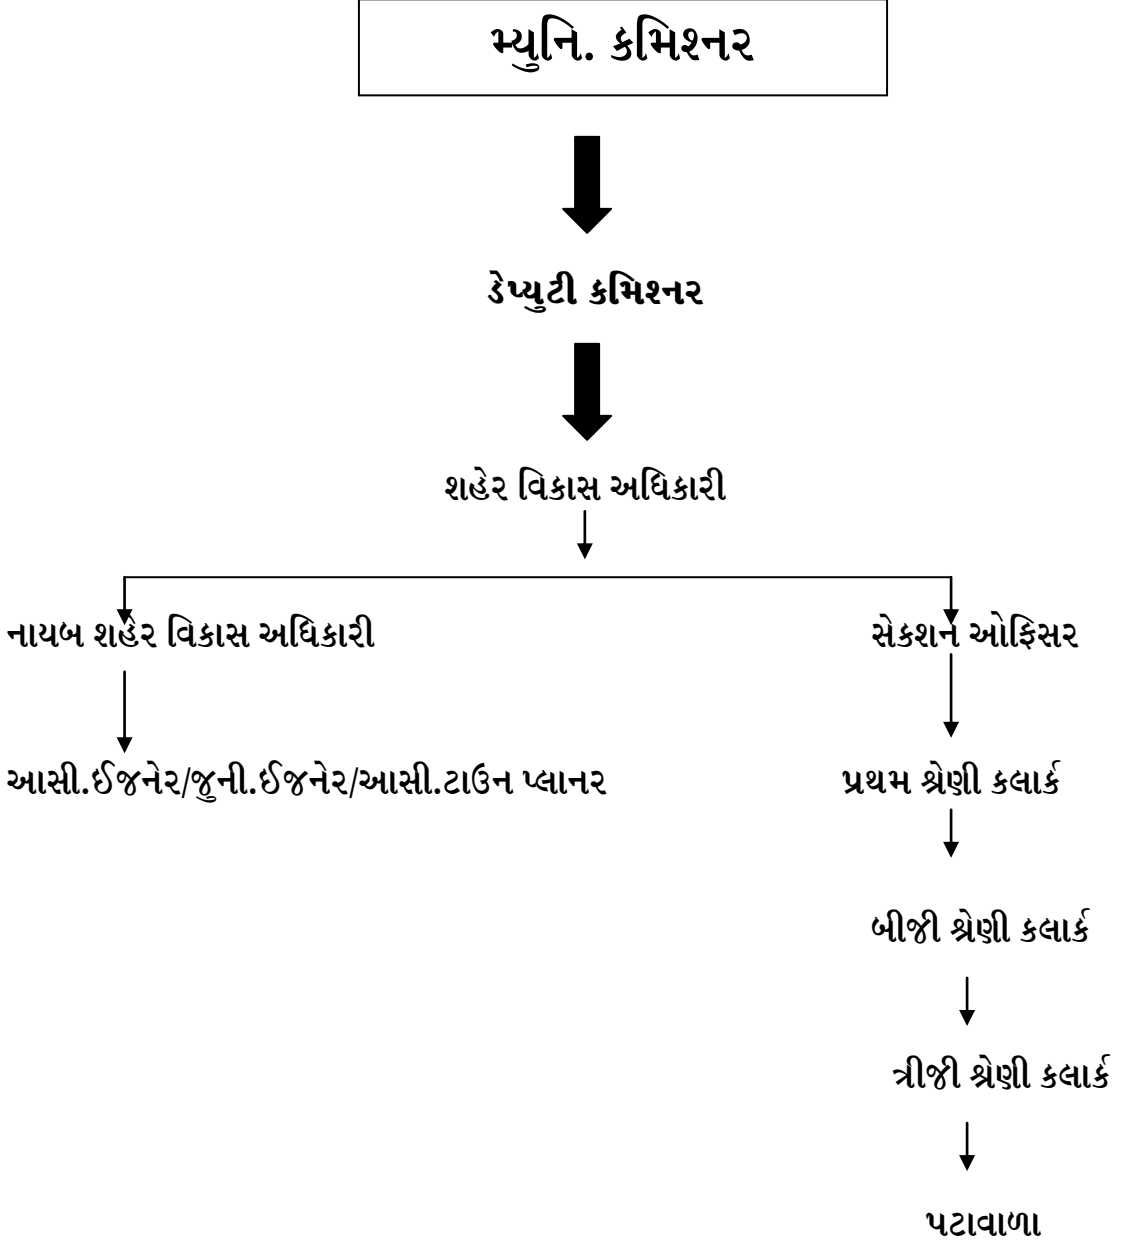 મ્યુનિ. કમિશ્નર
ડેપ્યુટી કમિશ્નર
શહેર વિકાસ અધિકારી
નાયબ શહેર વિકાસ અધિકારી
સેકશન ઓફિસર
આસી.ઈજનેર/જુની.ઈજનેર/આસી.ટાઉન પ્લાનર
પ્રથમ શ્રેણી કલાર્ક
બીજી શ્રેણી કલાર્ક
ત્રીજી શ્રેણી કલાર્ક
પટાવાળા